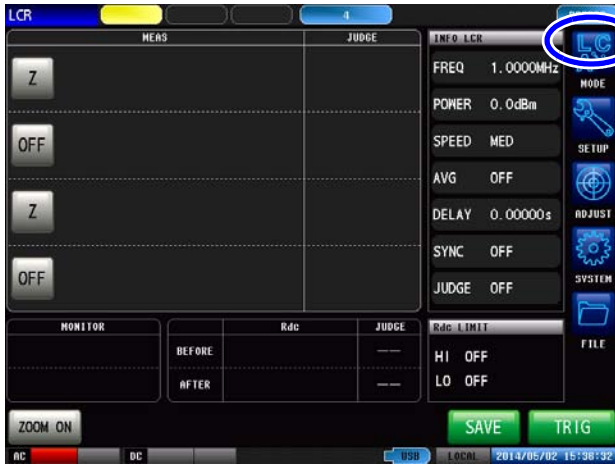 LCR
4
MEAS JUDGE
Z
OFF
Z
OFF
INFO LCR
FREQ 1.0000MHz
POWER 0.0dBm
SPEED MED
AVG OFF
DELAY 0.00000s
SYNC OFF
JUDGE OFF
LC
MODE
SETUP
ADJUST
SYSTEM
FILE
MONITOR
Rdc JUDGE
BEFORE ——
AFTER ——
Rdc LIMIT
HI OFF
LO OFF
ZOOM ON
SAVE
TRIG
AC DC USB LOCAL 2014/05/02 15:38:32